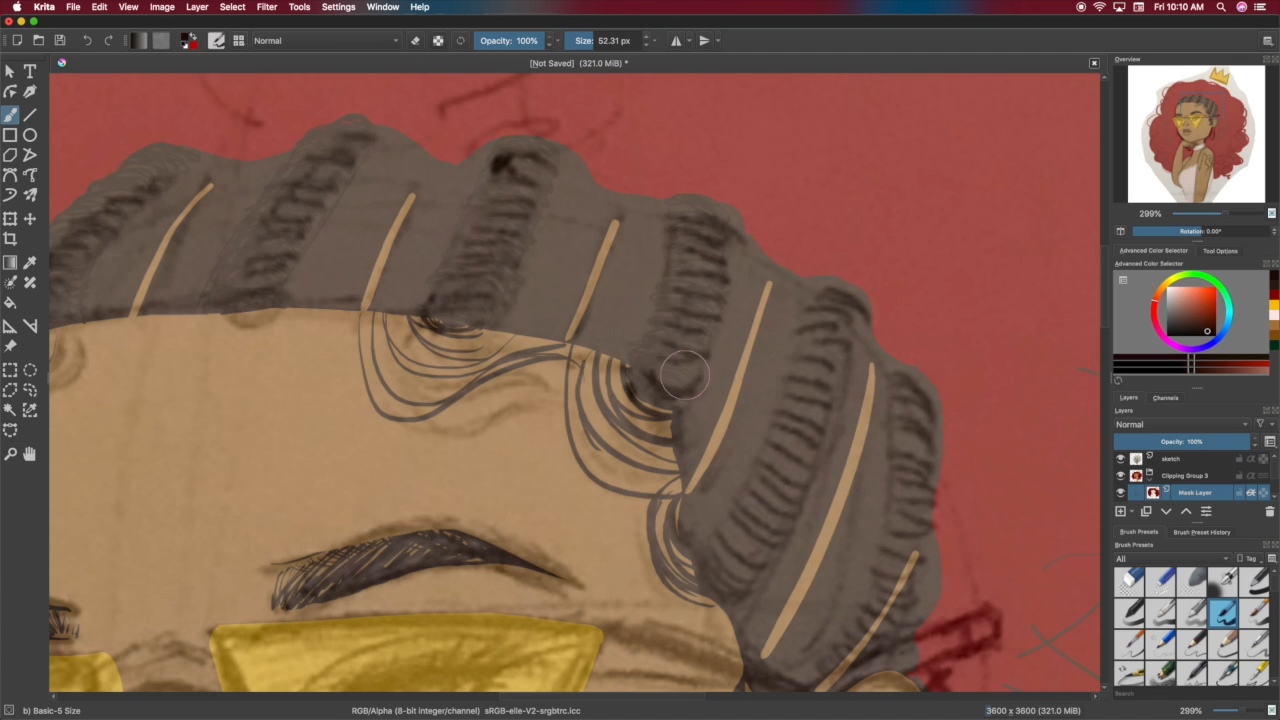 Krita File Edit View Image Layer Select Filter Tools Settings Window Help Fri 10:10 AM
Normal Opacity: 100% Size: 52.31 px
[Not Saved] (321.0 MiB) *
Overview
299%
Rotation: 0.00°
Advanced Color Selector Tool Options
Advanced Color Selector
Layers Channels
Layers
Normal
Opacity: 100%
sketch
Clipping Group 3
Mask Layer
Brush Presets Brush Preset History
Brush Presets
All Tag
Search
b) Basic-5 Size RGB/Alpha (8-bit integer/channel) sRGB-elle-V2-srgbtrc.icc 3600 x 3600 (321.0 MiB) 299%